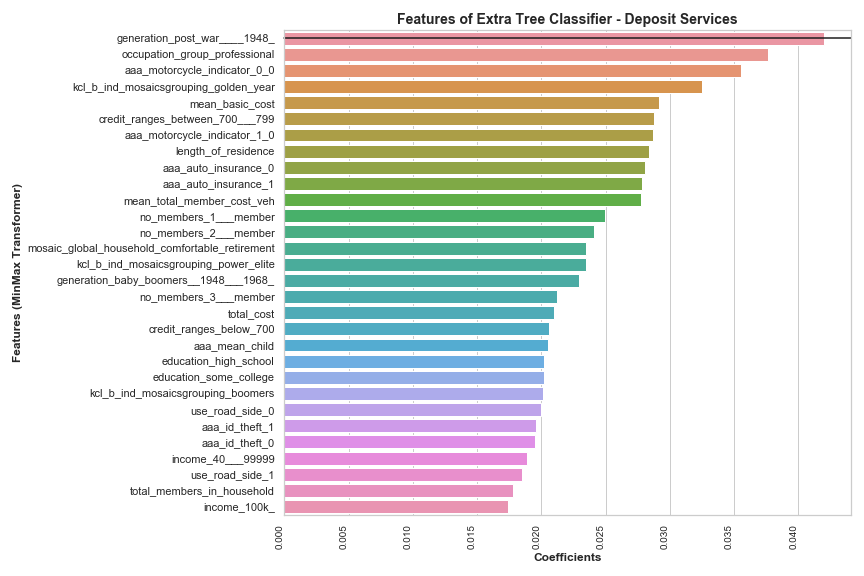 Features of Extra Tree Classifier - Deposit Services
Features (MinMax Transformer)
generation_post_war____1948_
occupation_group_professional
aaa_motorcycle_indicator_0_0
kcl_b_ind_mosaicsgrouping_golden_year
mean_basic_cost
credit_ranges_between_700___799
aaa_motorcycle_indicator_1_0
length_of_residence
aaa_auto_insurance_0
aaa_auto_insurance_1
mean_total_member_cost_veh
no_members_1___member
no_members_2___member
mosaic_global_household_comfortable_retirement
kcl_b_ind_mosaicsgrouping_power_elite
generation_baby_boomers__1948___1968_
no_members_3___member
total_cost
credit_ranges_below_700
aaa_mean_child
education_high_school
education_some_college
kcl_b_ind_mosaicsgrouping_boomers
use_road_side_0
aaa_id_theft_1
aaa_id_theft_0
income_40___99999
use_road_side_1
total_members_in_household
income_100k_
0.000 0.005 0.010 0.015 0.020 0.025 0.030 0.035 0.040
Coefficients